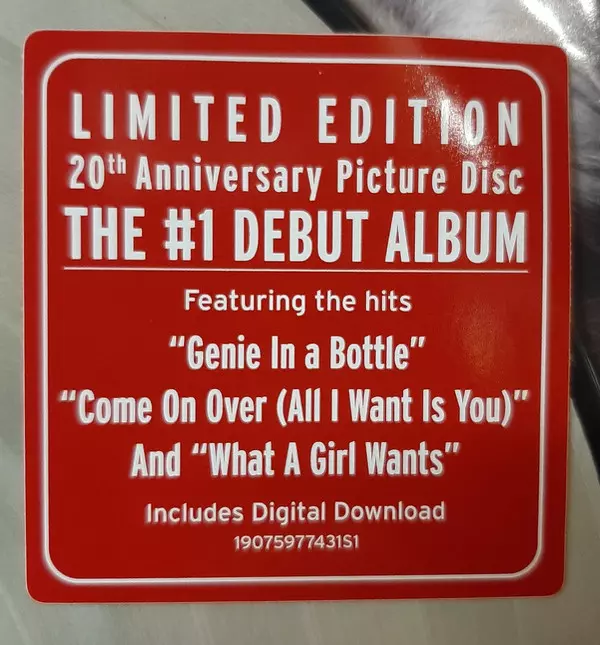 LIMITED EDITION
20th Anniversary Picture Disc
THE #1 DEBUT ALBUM
Featuring the hits
“Genie In a Bottle”
“Come On Over (All I Want Is You)”
And “What A Girl Wants”
Includes Digital Download
19075977431S1